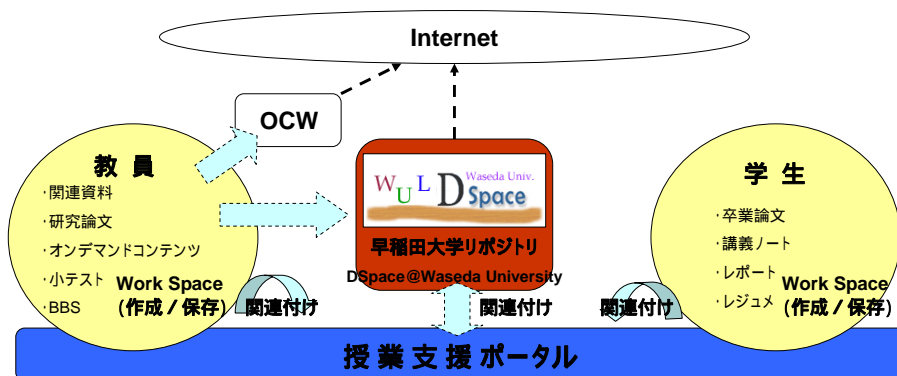 Internet
OCW
教 員
・関連資料
・研究論文
・オンデマンドコンテンツ
・小テスト
・BBS
Work Space
(作成 / 保存)
関連付け
Waseda Univ.
WUL DSpace
早稲田大学リポジトリ
DSpace@Waseda University
関連付け
関連付け
学 生
・卒業論文
・講義ノート
・レポート
・レジュメ
Work Space
(作成 / 保存)
授 業 支 援 ポータル